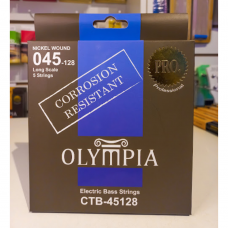 NICKEL WOUND
045-128
Long Scale
5 Strings
PRO
Professional
CORROSION
RESISTANT
OLYMPIA
Electric Bass Strings
CTB-45128